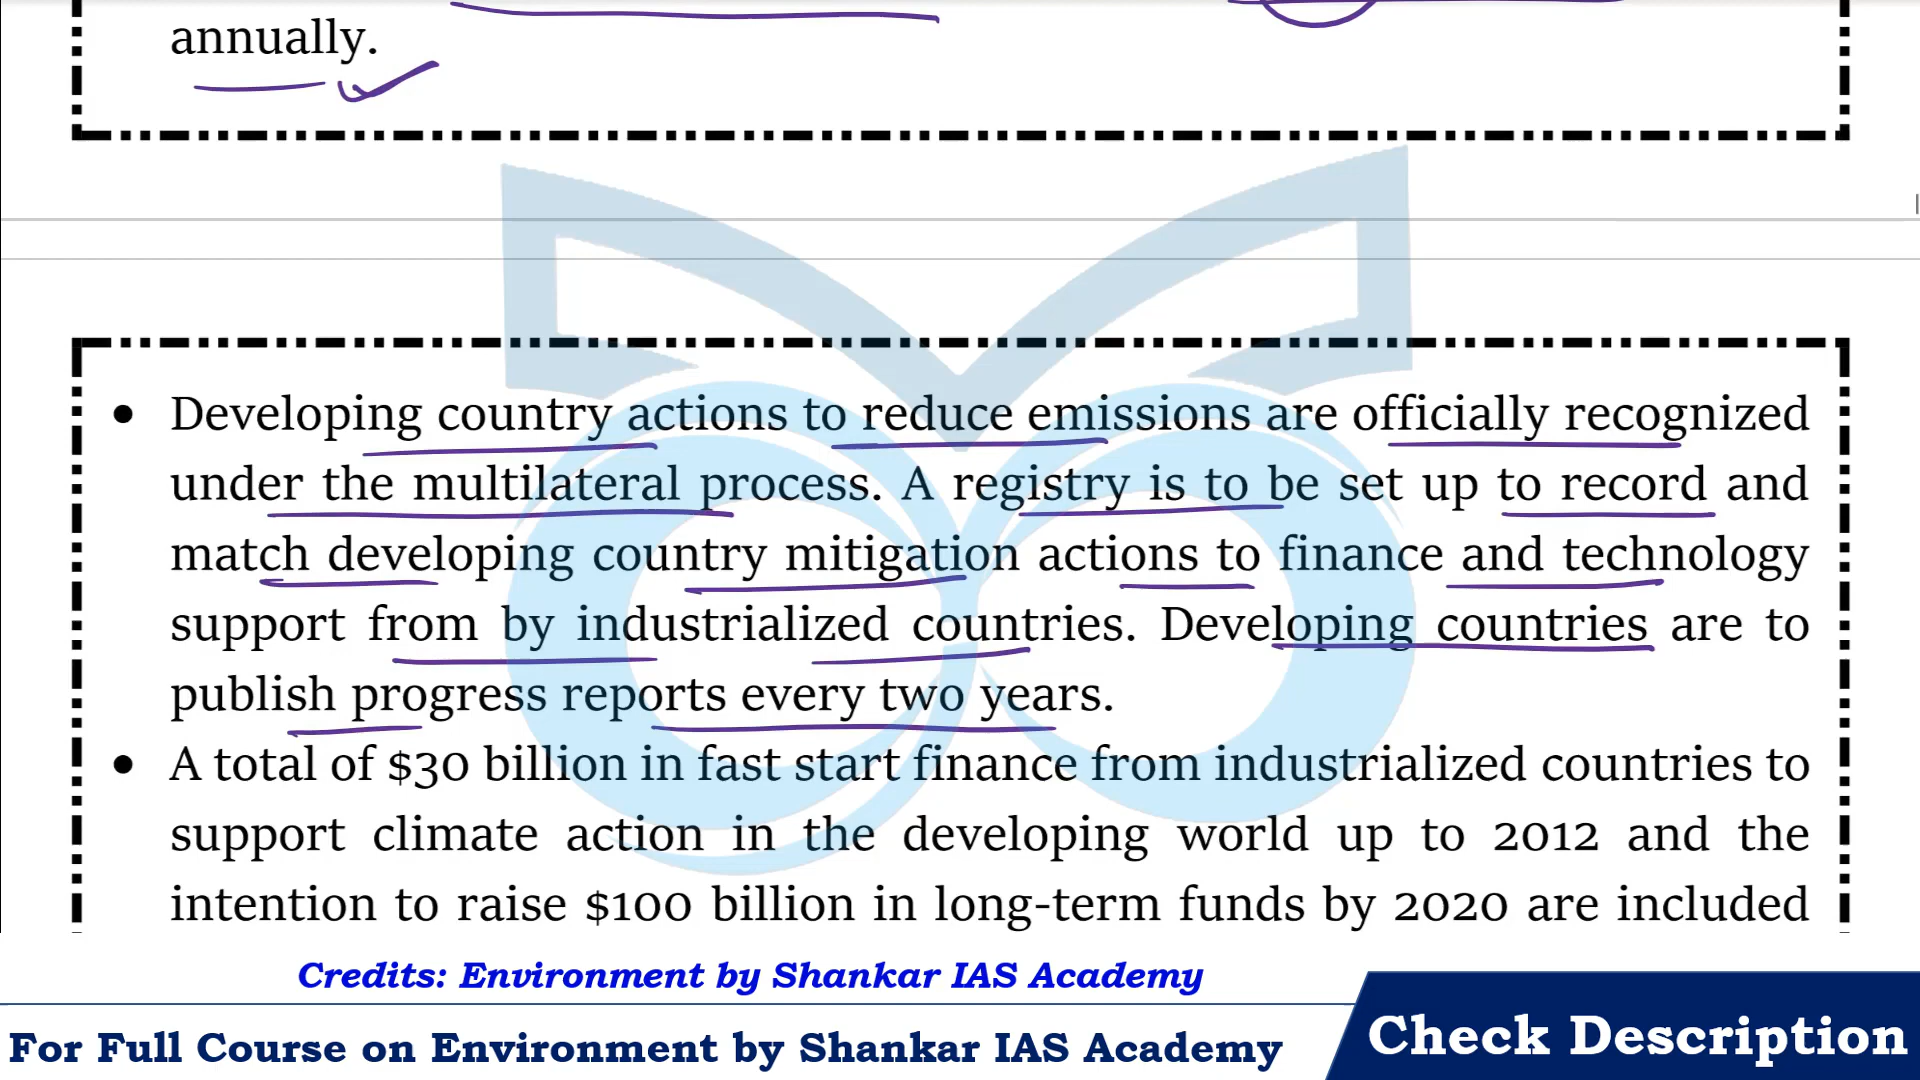 annually.
• Developing country actions to reduce emissions are officially recognized
under the multilateral process. A registry is to be set up to record and
match developing country mitigation actions to finance and technology
support from by industrialized countries. Developing countries are to
publish progress reports every two years.
• A total of $30 billion in fast start finance from industrialized countries to
support climate action in the developing world up to 2012 and the
intention to raise $100 billion in long-term funds by 2020 are included
Credits: Environment by Shankar IAS Academy
For Full Course on Environment by Shankar IAS Academy
Check Description